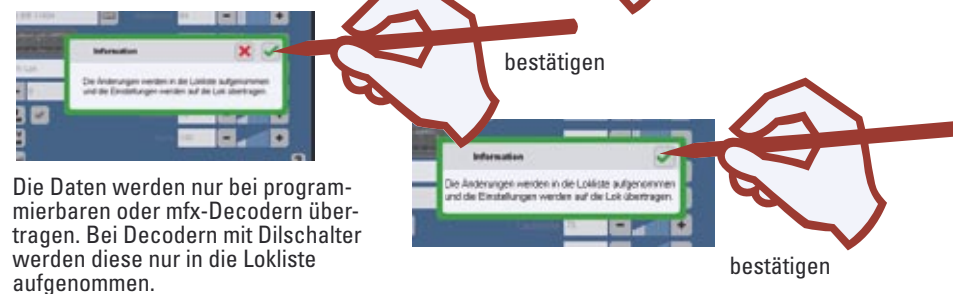 Information
Die Änderungen werden in die Lokliste aufgenommen
und die Einstellungen werden auf die Lok übertragen.
bestätigen
Die Daten werden nur bei program-
mierbaren oder mfx-Decodern über-
tragen. Bei Decodern mit Dilschalter
werden diese nur in die Lokliste
aufgenommen.
Information
Die Änderungen werden in die Lokliste aufgenommen
und die Einstellungen werden auf die Lok übertragen.
bestätigen